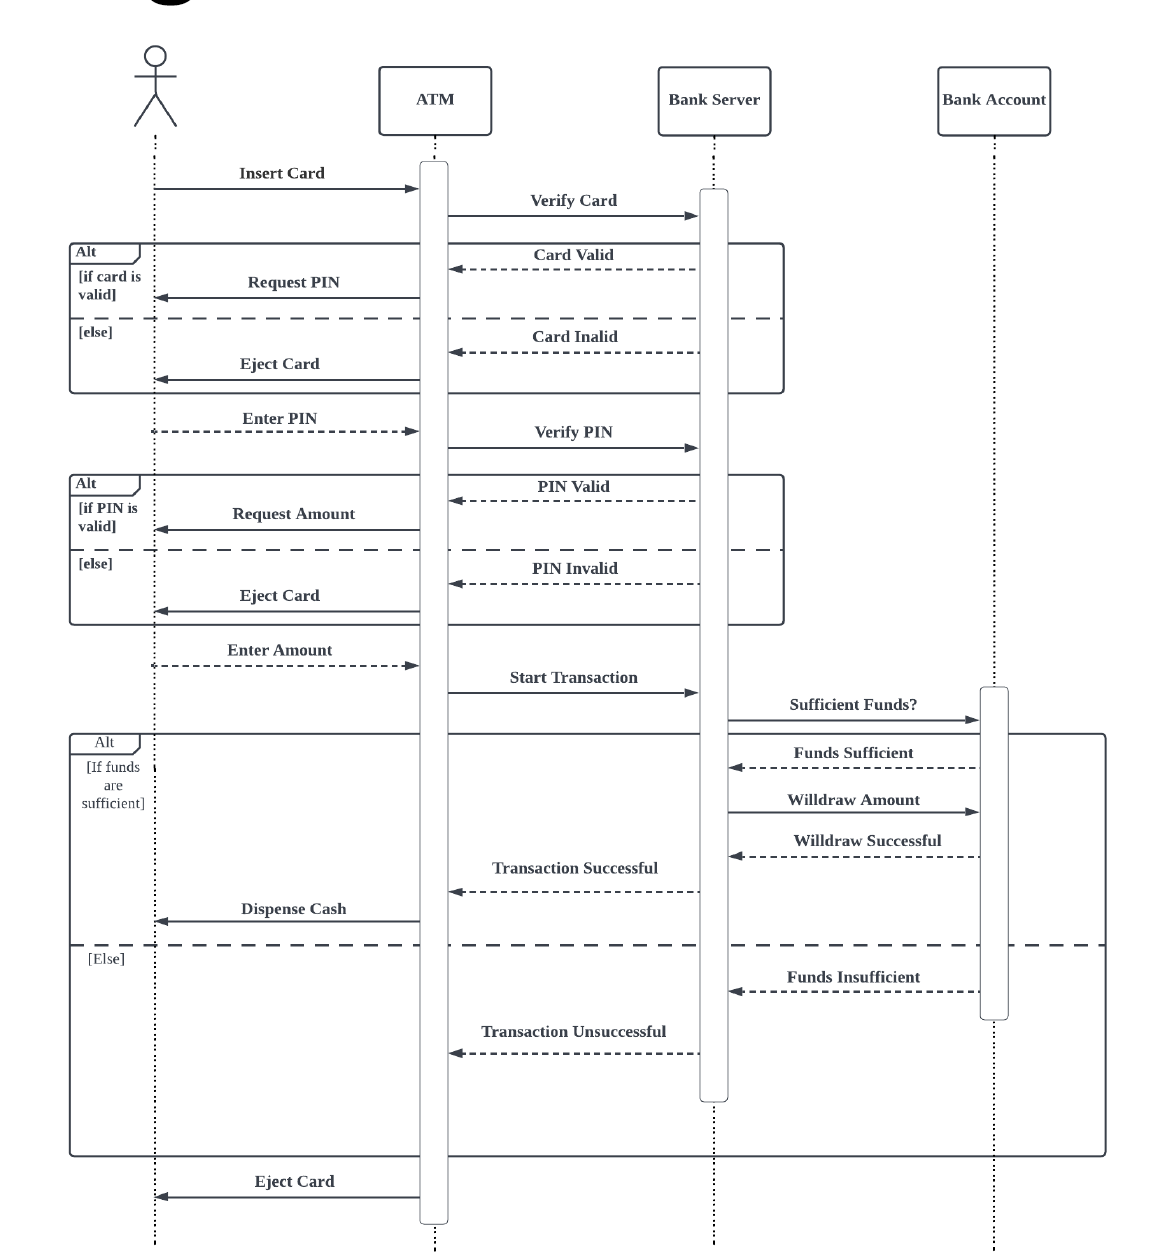 ATM
Bank Server
Bank Account
Insert Card
Verify Card
Alt
Card Valid
[if card is
valid]
Request PIN
[else]
Card Inalid
Eject Card
Enter PIN
Verify PIN
Alt
PIN Valid
[if PIN is
valid]
Request Amount
[else]
PIN Invalid
Eject Card
Enter Amount
Start Transaction
Sufficient Funds?
Alt
Funds Sufficient
[If funds
are
sufficient]
Willdraw Amount
Willdraw Successful
Transaction Successful
Dispense Cash
[Else]
Funds Insufficient
Transaction Unsuccessful
Eject Card